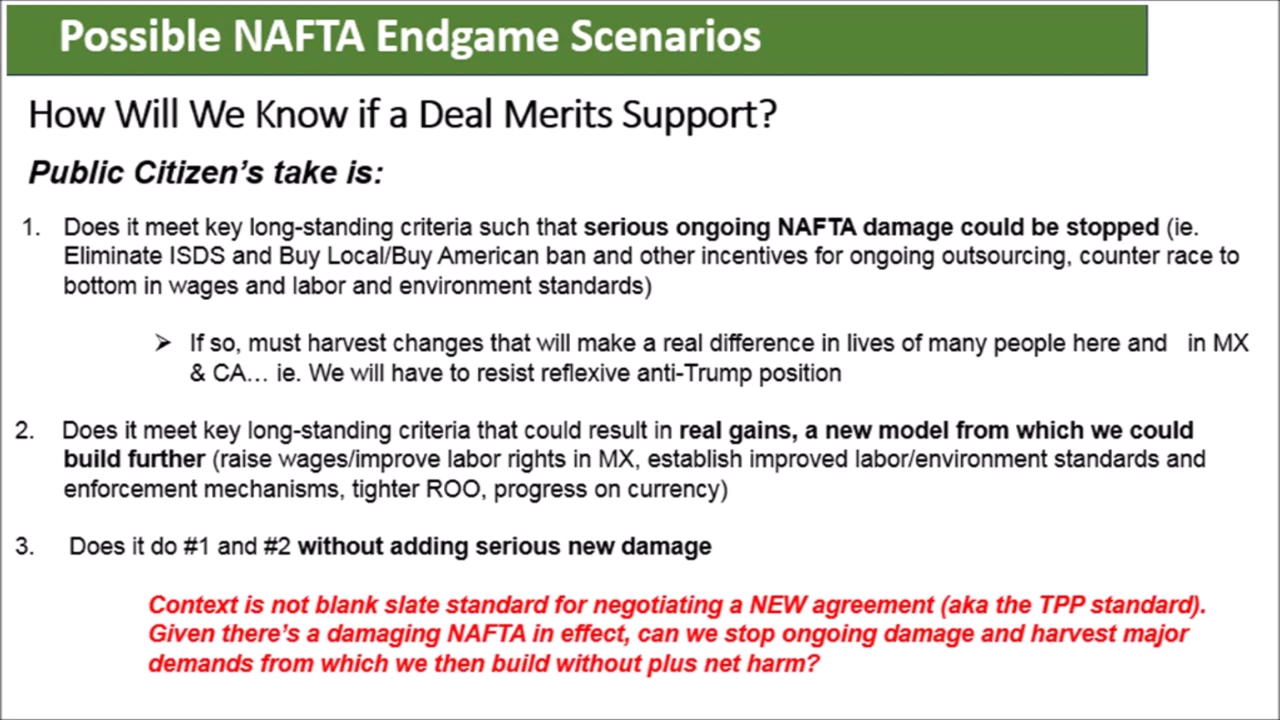 Possible NAFTA Endgame Scenarios
How Will We Know if a Deal Merits Support?
Public Citizen’s take is:
1. Does it meet key long-standing criteria such that serious ongoing NAFTA damage could be stopped (ie.
Eliminate ISDS and Buy Local/Buy American ban and other incentives for ongoing outsourcing, counter race to
bottom in wages and labor and environment standards)
➢ If so, must harvest changes that will make a real difference in lives of many people here and in MX
& CA… ie. We will have to resist reflexive anti-Trump position
2. Does it meet key long-standing criteria that could result in real gains, a new model from which we could
build further (raise wages/improve labor rights in MX, establish improved labor/environment standards and
enforcement mechanisms, tighter ROO, progress on currency)
3. Does it do #1 and #2 without adding serious new damage
Context is not blank slate standard for negotiating a NEW agreement (aka the TPP standard).
Given there’s a damaging NAFTA in effect, can we stop ongoing damage and harvest major
demands from which we then build without plus net harm?